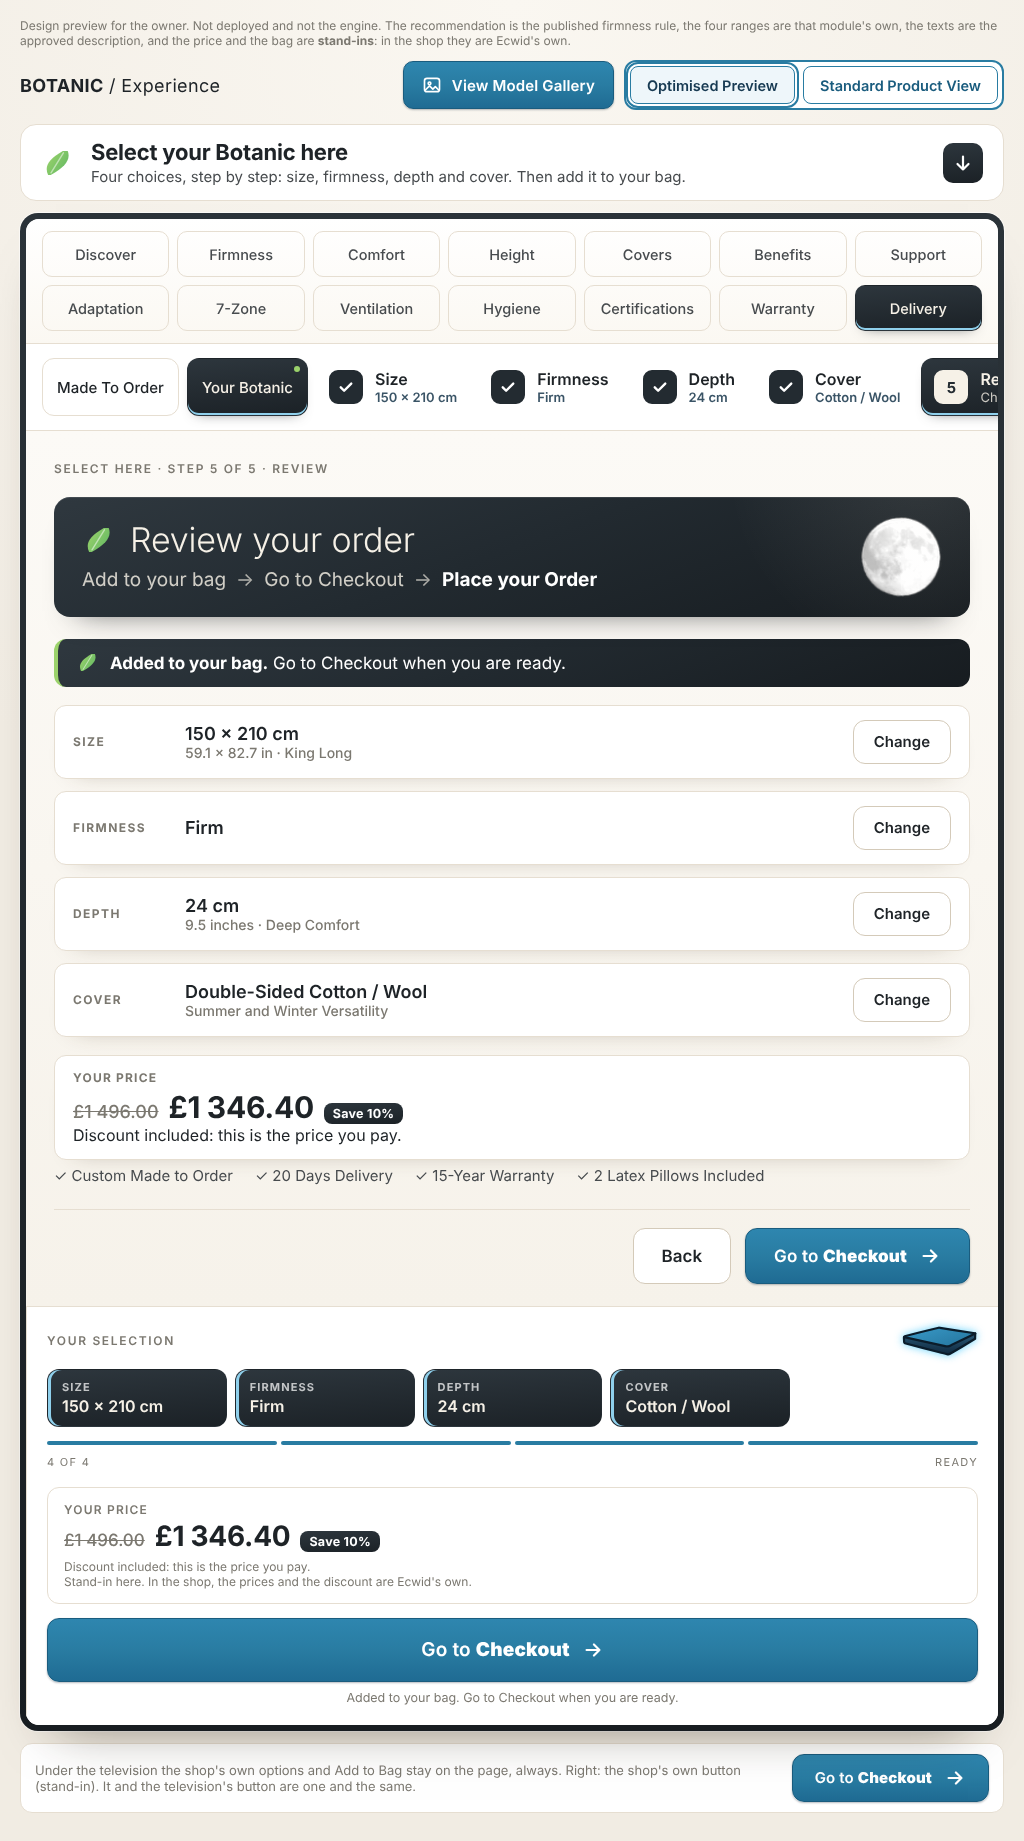 Design preview for the owner. Not deployed and not the engine. The recommendation is the published firmness rule, the four ranges are that module's own, the texts are the
approved description, and the price and the bag are stand-ins: in the shop they are Ecwid's own.
BOTANIC / Experience
View Model Gallery
Optimised Preview
Standard Product View
Select your Botanic here
Four choices, step by step: size, firmness, depth and cover. Then add it to your bag.
Discover
Firmness
Comfort
Height
Covers
Benefits
Support
Adaptation
7-Zone
Ventilation
Hygiene
Certifications
Warranty
Delivery
Made To Order
Your Botanic
Size
150 × 210 cm
Firmness
Firm
Depth
24 cm
Cover
Cotton / Wool
5
Re
Ch
SELECT HERE · STEP 5 OF 5 · REVIEW
Review your order
Add to your bag → Go to Checkout → Place your Order
Added to your bag. Go to Checkout when you are ready.
SIZE
150 × 210 cm
59.1 × 82.7 in · King Long
Change
FIRMNESS
Firm
Change
DEPTH
24 cm
9.5 inches · Deep Comfort
Change
COVER
Double-Sided Cotton / Wool
Summer and Winter Versatility
Change
YOUR PRICE
£1 496.00 £1 346.40 Save 10%
Discount included: this is the price you pay.
✓ Custom Made to Order ✓ 20 Days Delivery ✓ 15-Year Warranty ✓ 2 Latex Pillows Included
Back
Go to Checkout →
YOUR SELECTION
SIZE
150 × 210 cm
FIRMNESS
Firm
DEPTH
24 cm
COVER
Cotton / Wool
4 OF 4
READY
YOUR PRICE
£1 496.00 £1 346.40 Save 10%
Discount included: this is the price you pay.
Stand-in here. In the shop, the prices and the discount are Ecwid's own.
Go to Checkout →
Added to your bag. Go to Checkout when you are ready.
Under the television the shop's own options and Add to Bag stay on the page, always. Right: the shop's own button
(stand-in). It and the television's button are one and the same.
Go to Checkout →